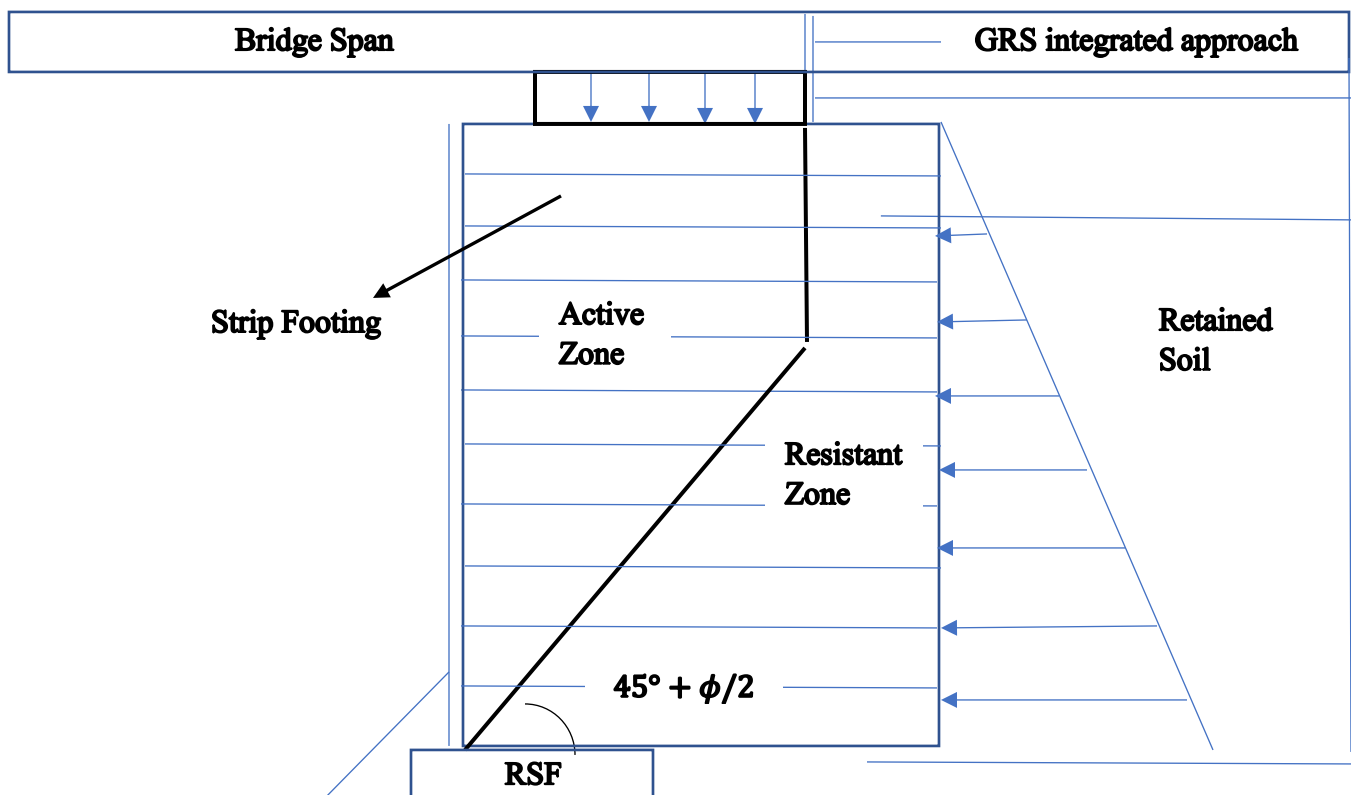 Bridge Span
GRS integrated approach
Strip Footing
Active
Zone
Retained
Soil
Resistant
Zone
45° + ϕ/2
RSF